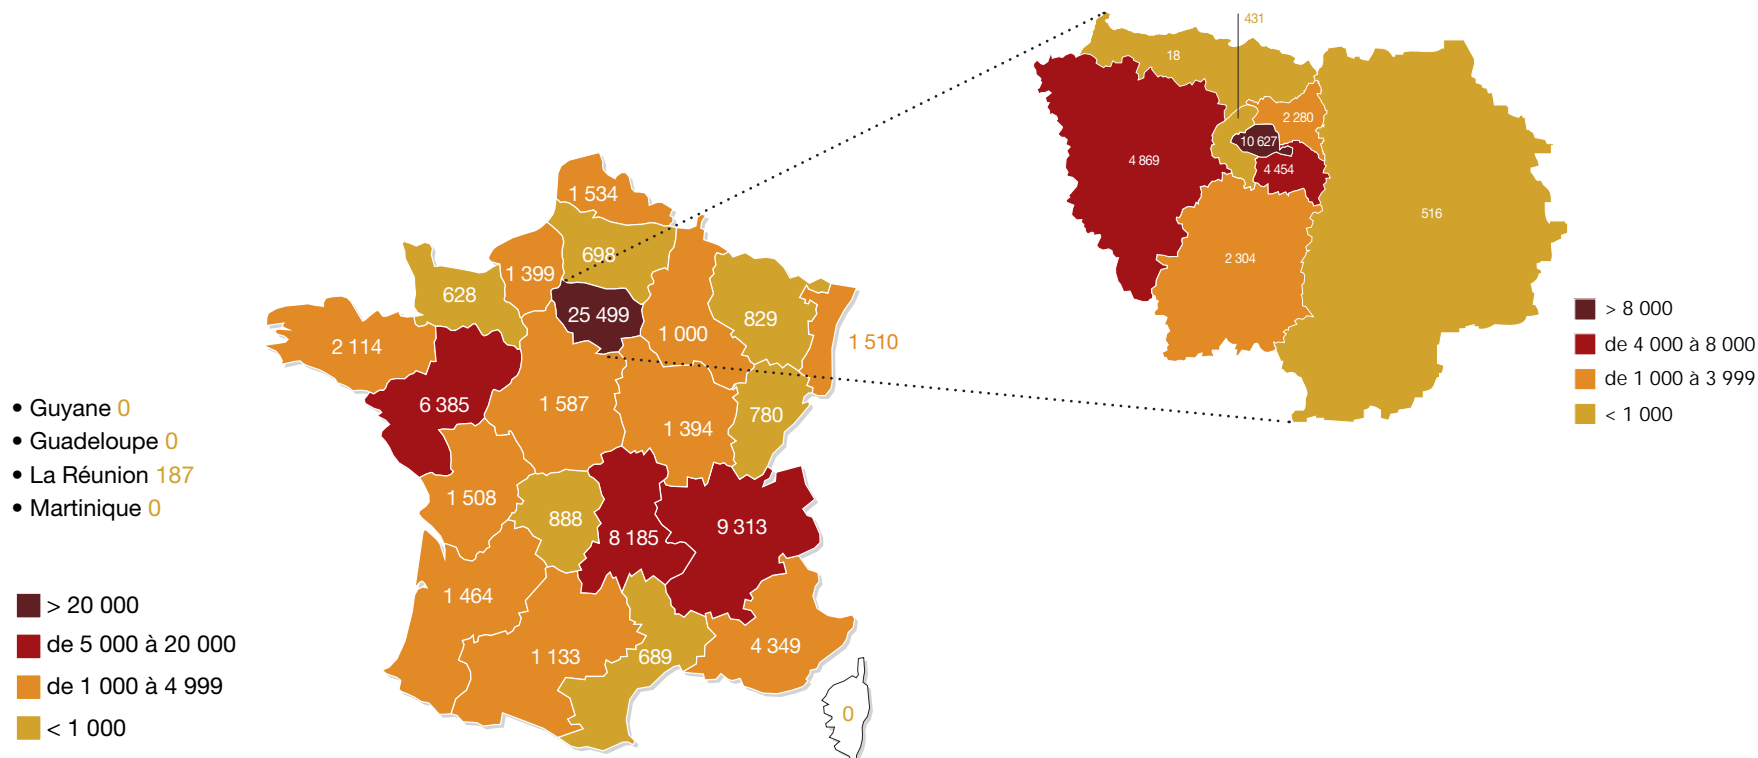 431
18
2 280
10 627
4 869
4 454
516
2 304
> 8 000
de 4 000 à 8 000
de 1 000 à 3 999
< 1 000
1 534
698
1 399
628
25 499
829
1 000
1 510
2 114
6 385
1 587
780
1 394
• Guyane 0
• Guadeloupe 0
• La Réunion 187
• Martinique 0
1 508
888
8 185
9 313
1 464
1 133
689
4 349
0
> 20 000
de 5 000 à 20 000
de 1 000 à 4 999
< 1 000